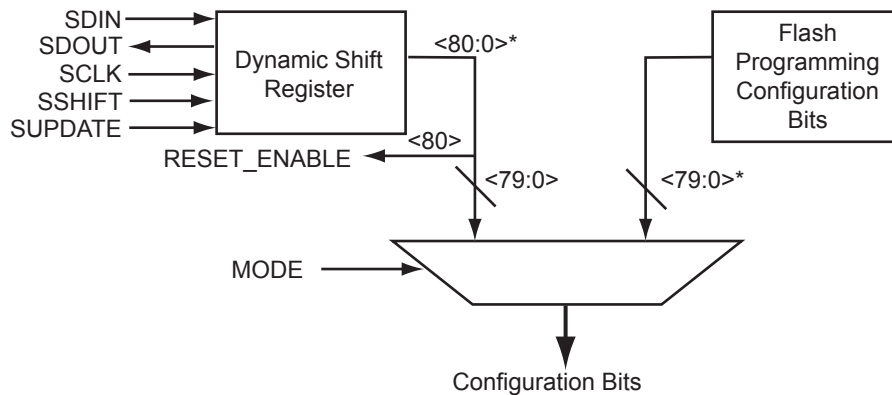 SDIN
SDOUT
SCLK
SSHIFT
SUPDATE
Dynamic Shift
Register
<80:0>*
Flash
Programming
Configuration
Bits
<80>
RESET_ENABLE
<79:0>
<79:0>*
MODE
Configuration Bits